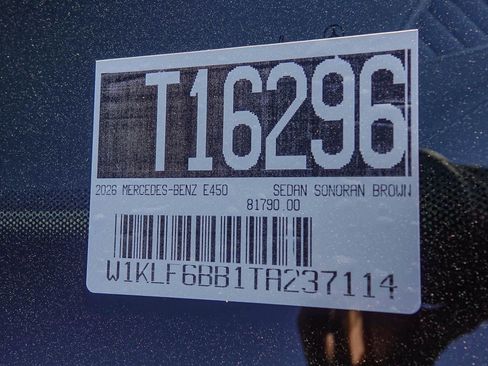 T16296
2026 MERCEDES-BENZ E450 SEDAN SONORAN BROWN
81790.00
W1KLF6BB1TA237114